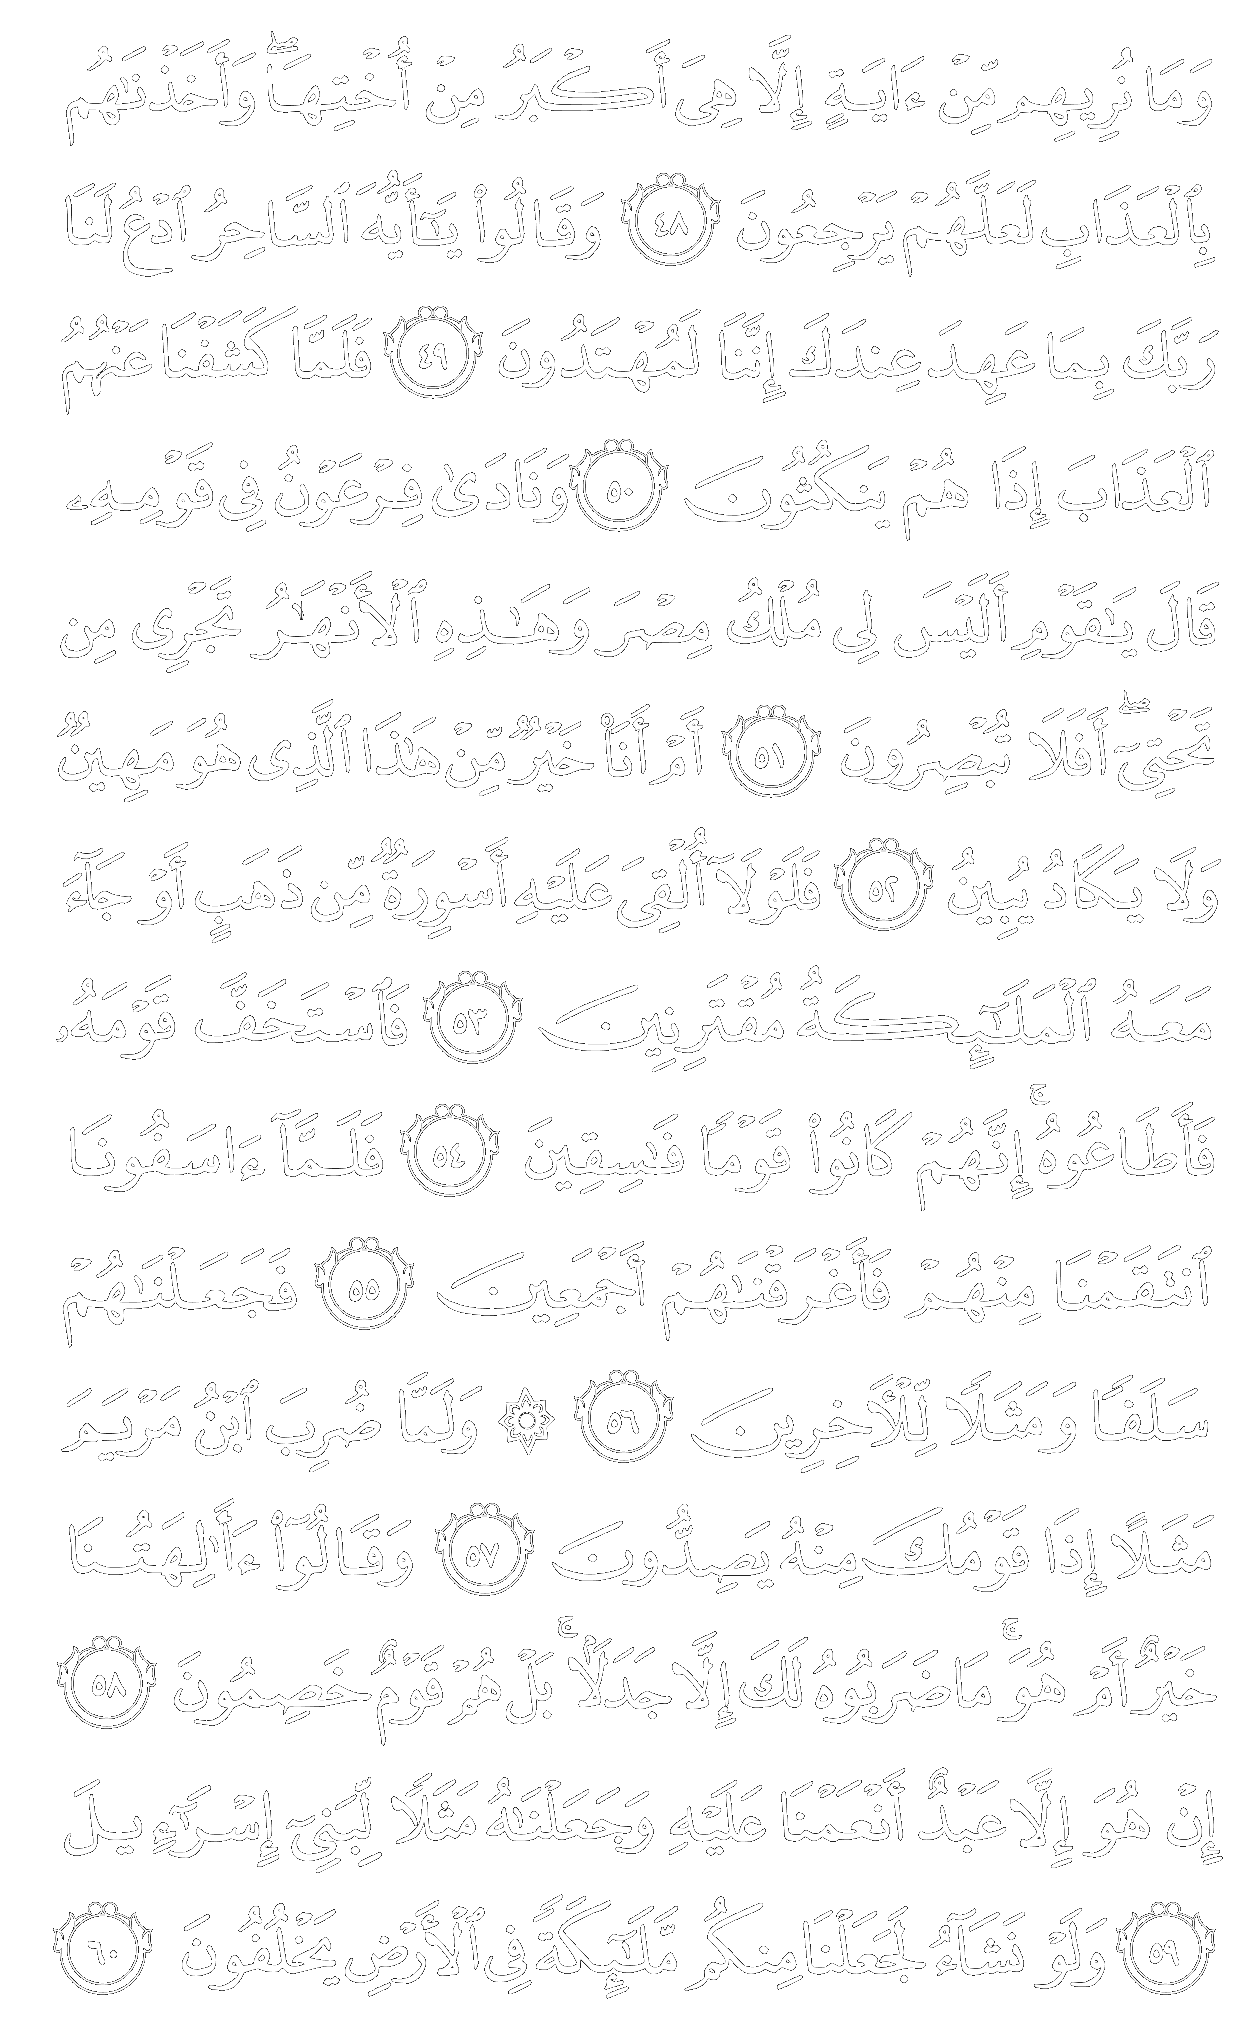 وَمَا نُرِيهِم مِّنْ ءَايَةٍ إِلَّا هِىَ أَكْبَرُ مِنْ أُخْتِهَا ۖ وَأَخَذْنَـٰهُم
بِٱلْعَذَابِ لَعَلَّهُمْ يَرْجِعُونَ ٤٨ وَقَالُوا۟ يَـٰٓأَيُّهَ ٱلسَّاحِرُ ٱدْعُ لَنَا
رَبَّكَ بِمَا عَهِدَ عِندَكَ إِنَّنَا لَمُهْتَدُونَ ٤٩ فَلَمَّا كَشَفْنَا عَنْهُمُ
ٱلْعَذَابَ إِذَا هُمْ يَنكُثُونَ ٥٠ وَنَادَىٰ فِرْعَوْنُ فِى قَوْمِهِۦ
قَالَ يَـٰقَوْمِ أَلَيْسَ لِى مُلْكُ مِصْرَ وَهَـٰذِهِ ٱلْأَنْهَـٰرُ تَجْرِى مِن
تَحْتِىٓ ۖ أَفَلَا تُبْصِرُونَ ٥١ أَمْ أَنَا۠ خَيْرٌ مِّنْ هَـٰذَا ٱلَّذِى هُوَ مَهِينٌ
وَلَا يَكَادُ يُبِينُ ٥٢ فَلَوْلَآ أُلْقِىَ عَلَيْهِ أَسْوِرَةٌ مِّن ذَهَبٍ أَوْ جَآءَ
مَعَهُ ٱلْمَلَـٰٓئِكَةُ مُقْتَرِنِينَ ٥٣ فَٱسْتَخَفَّ قَوْمَهُۥ
فَأَطَاعُوهُ ۚ إِنَّهُمْ كَانُوا۟ قَوْمًا فَـٰسِقِينَ ٥٤ فَلَمَّآ ءَاسَفُونَا
ٱنتَقَمْنَا مِنْهُمْ فَأَغْرَقْنَـٰهُمْ أَجْمَعِينَ ٥٥ فَجَعَلْنَـٰهُمْ
سَلَفًا وَمَثَلًا لِّلْـَٔاخِرِينَ ٥٦ ۞ وَلَمَّا ضُرِبَ ٱبْنُ مَرْيَمَ
مَثَلًا إِذَا قَوْمُكَ مِنْهُ يَصِدُّونَ ٥٧ وَقَالُوٓا۟ ءَأَـٰلِهَتُنَا
خَيْرٌ أَمْ هُوَ ۚ مَا ضَرَبُوهُ لَكَ إِلَّا جَدَلًۢا ۚ بَلْ هُمْ قَوْمٌ خَصِمُونَ ٥٨
إِنْ هُوَ إِلَّا عَبْدٌ أَنْعَمْنَا عَلَيْهِ وَجَعَلْنَـٰهُ مَثَلًا لِّبَنِىٓ إِسْرَـٰٓءِيلَ
٥٩ وَلَوْ نَشَآءُ لَجَعَلْنَا مِنكُم مَّلَـٰٓئِكَةً فِى ٱلْأَرْضِ يَخْلُفُونَ ٦٠